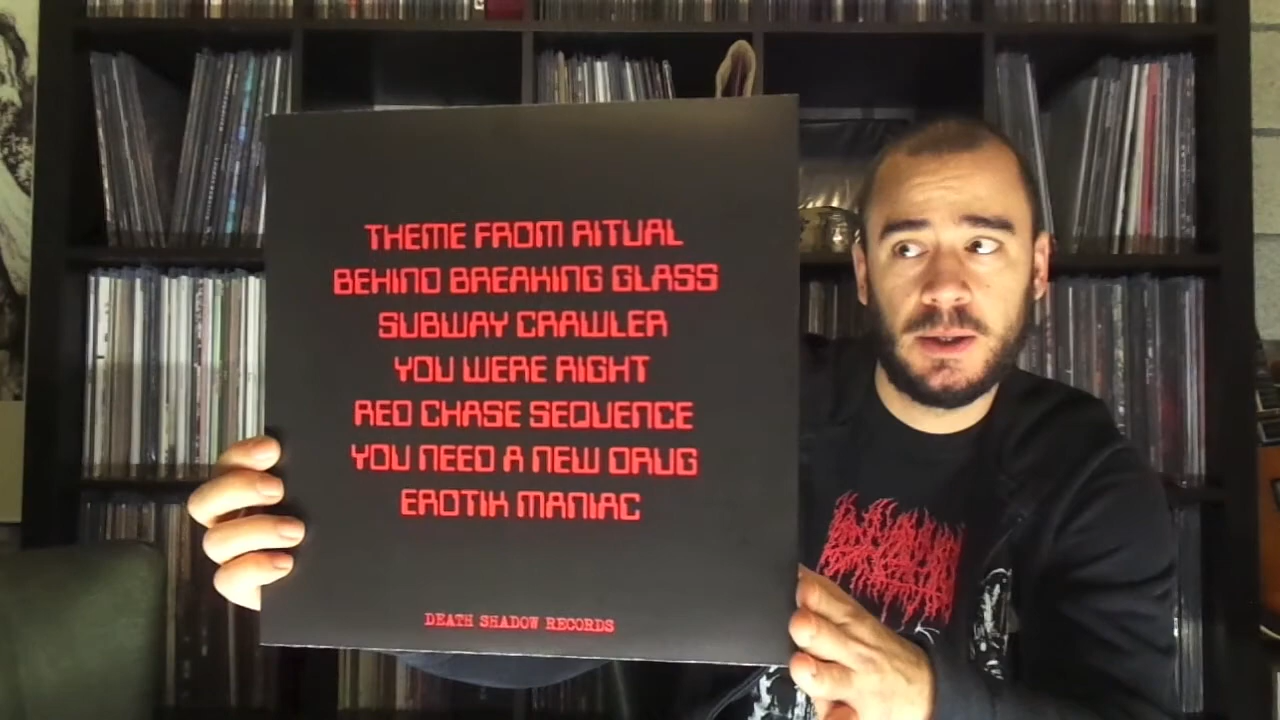 THEME FROM RITUAL
BEHIND BREAKING GLASS
SUBWAY CRAWLER
YOU WERE RIGHT
RED CHASE SEQUENCE
YOU NEED A NEW DRUG
EROTIK MANIAC
DEATH SHADOW RECORDS